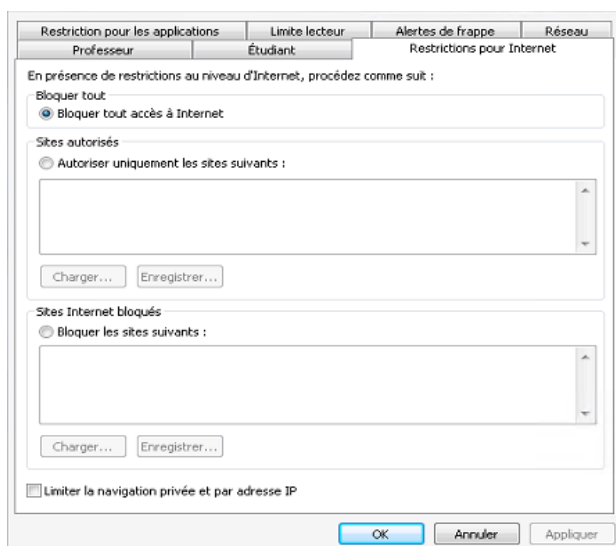 Restriction pour les applications
Limite lecteur
Alertes de frappe
Réseau
Professeur
Étudiant
Restrictions pour Internet
En présence de restrictions au niveau d'Internet, procédez comme suit :
Bloquer tout
Bloquer tout accès à Internet
Sites autorisés
Autoriser uniquement les sites suivants :
Charger...
Enregistrer...
Sites Internet bloqués
Bloquer les sites suivants :
Charger...
Enregistrer...
Limiter la navigation privée et par adresse IP
OK
Annuler
Appliquer